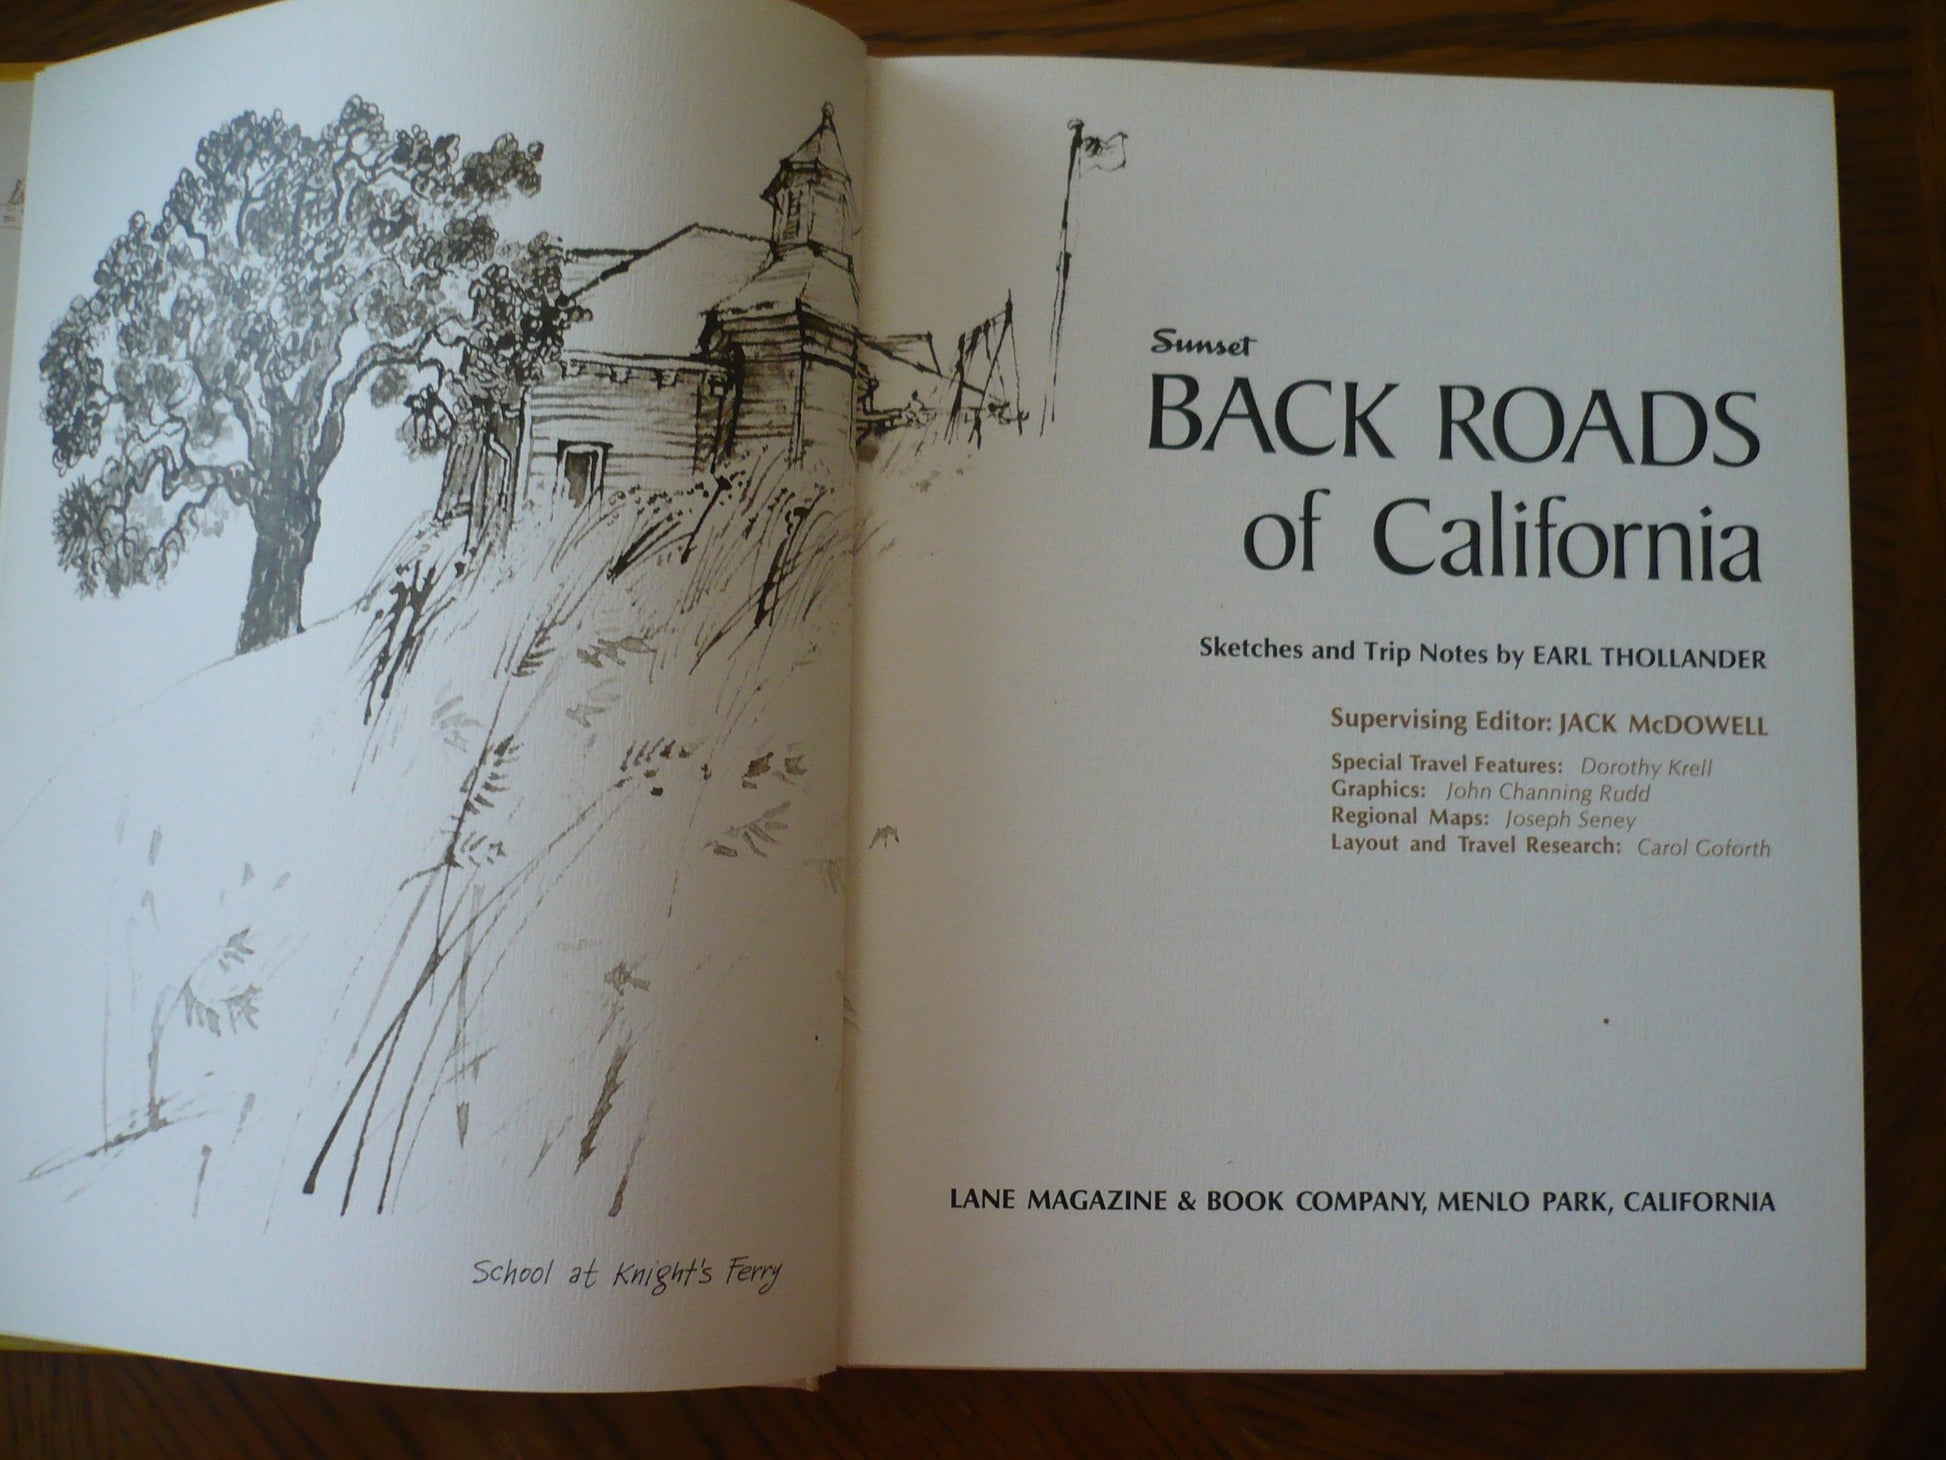 School at Knight's Ferry
Sunset
BACK ROADS
of California
Sketches and Trip Notes by EARL THOLLANDER
Supervising Editor: JACK McDOWELL
Special Travel Features: Dorothy Krell
Graphics: John Channing Rudd
Regional Maps: Joseph Seney
Layout and Travel Research: Carol Goforth
LANE MAGAZINE & BOOK COMPANY, MENLO PARK, CALIFORNIA